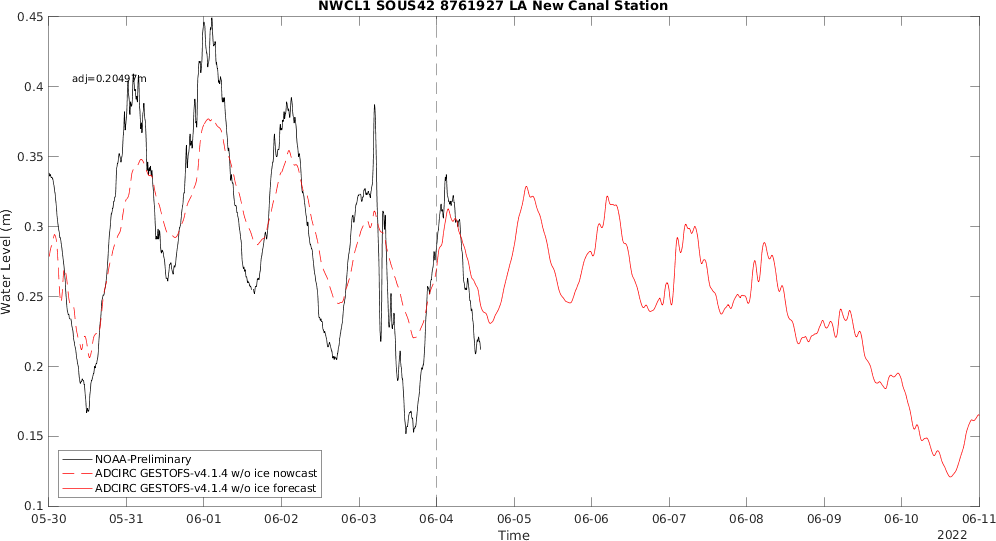 NWCL1 SOUS42 8761927 LA New Canal Station
0.45
adj=0.20491m
0.4
0.35
0.3
0.25
0.2
0.15
0.1
Water Level (m)
NOAA-Preliminary
ADCIRC GESTOFS-v4.1.4 w/o ice nowcast
ADCIRC GESTOFS-v4.1.4 w/o ice forecast
05-30 05-31 06-01 06-02 06-03 06-04 06-05 06-06 06-07 06-08 06-09 06-10 06-11
Time
2022